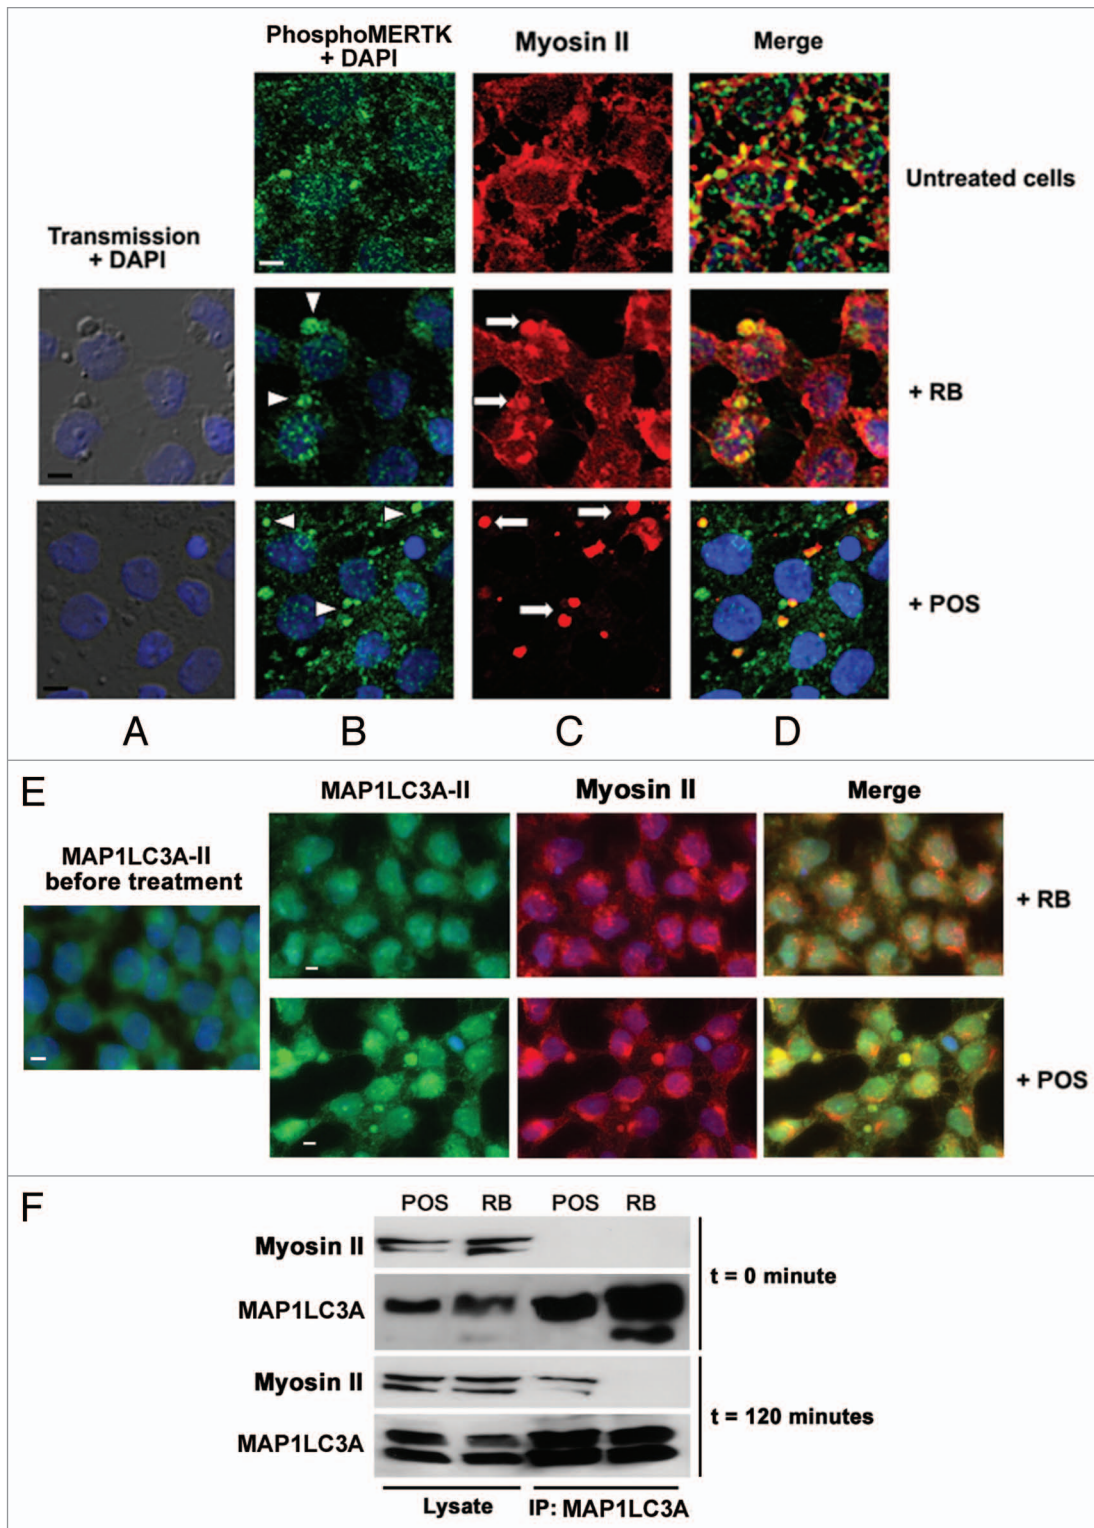 PhosphoMERTK
+ DAPI
Myosin II
Merge
Untreated cells
Transmission
+ DAPI
+ RB
+ POS
A
B
C
D
E
MAP1LC3A-II
Myosin II
Merge
MAP1LC3A-II
before treatment
+ RB
+ POS
F
POS RB POS RB
Myosin II
t = 0 minute
MAP1LC3A
Myosin II
t = 120 minutes
MAP1LC3A
Lysate
IP: MAP1LC3A